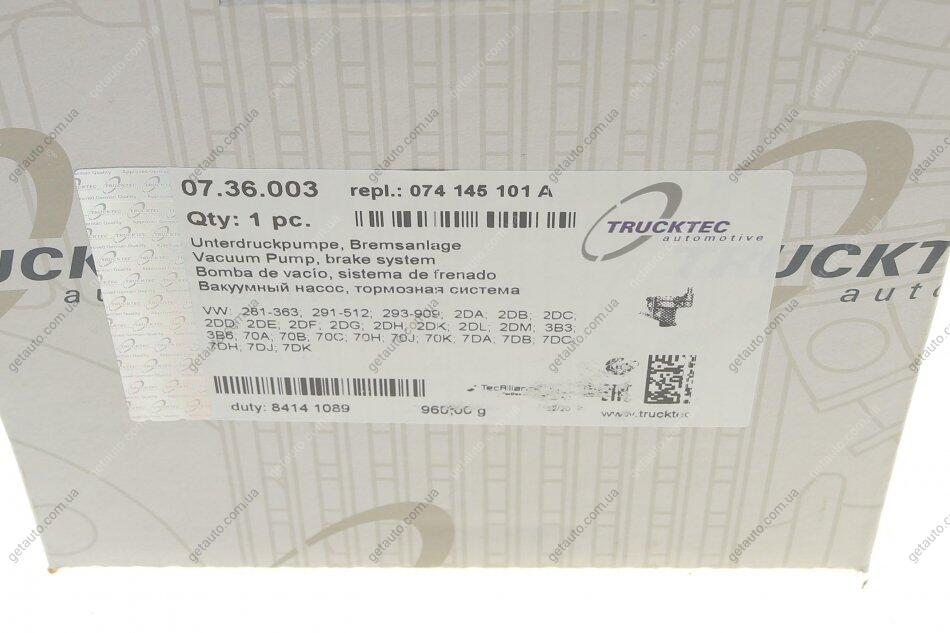 07.36.003 repl.: 074 145 101 A
Qty: 1 pc.
TRUCKTEC
automotive
Unterdruckpumpe, Bremsanlage
Vacuum Pump, brake system
Bomba de vacío, sistema de frenado
Вакуумный насос, тормозная система
VW: 281-363; 291-512; 293-909; 2DA; 2DB; 2DC;
2DD; 2DE; 2DF; 2DG; 2DH; 2DK; 2DL; 2DM; 3B3;
3B6; 70A; 70B; 70C; 70H; 70J; 70K; 7DA; 7DB; 7DC;
7DH; 7DJ; 7DK
duty: 8414 1089 960,00 g
www.trucktec
getauto.com.ua